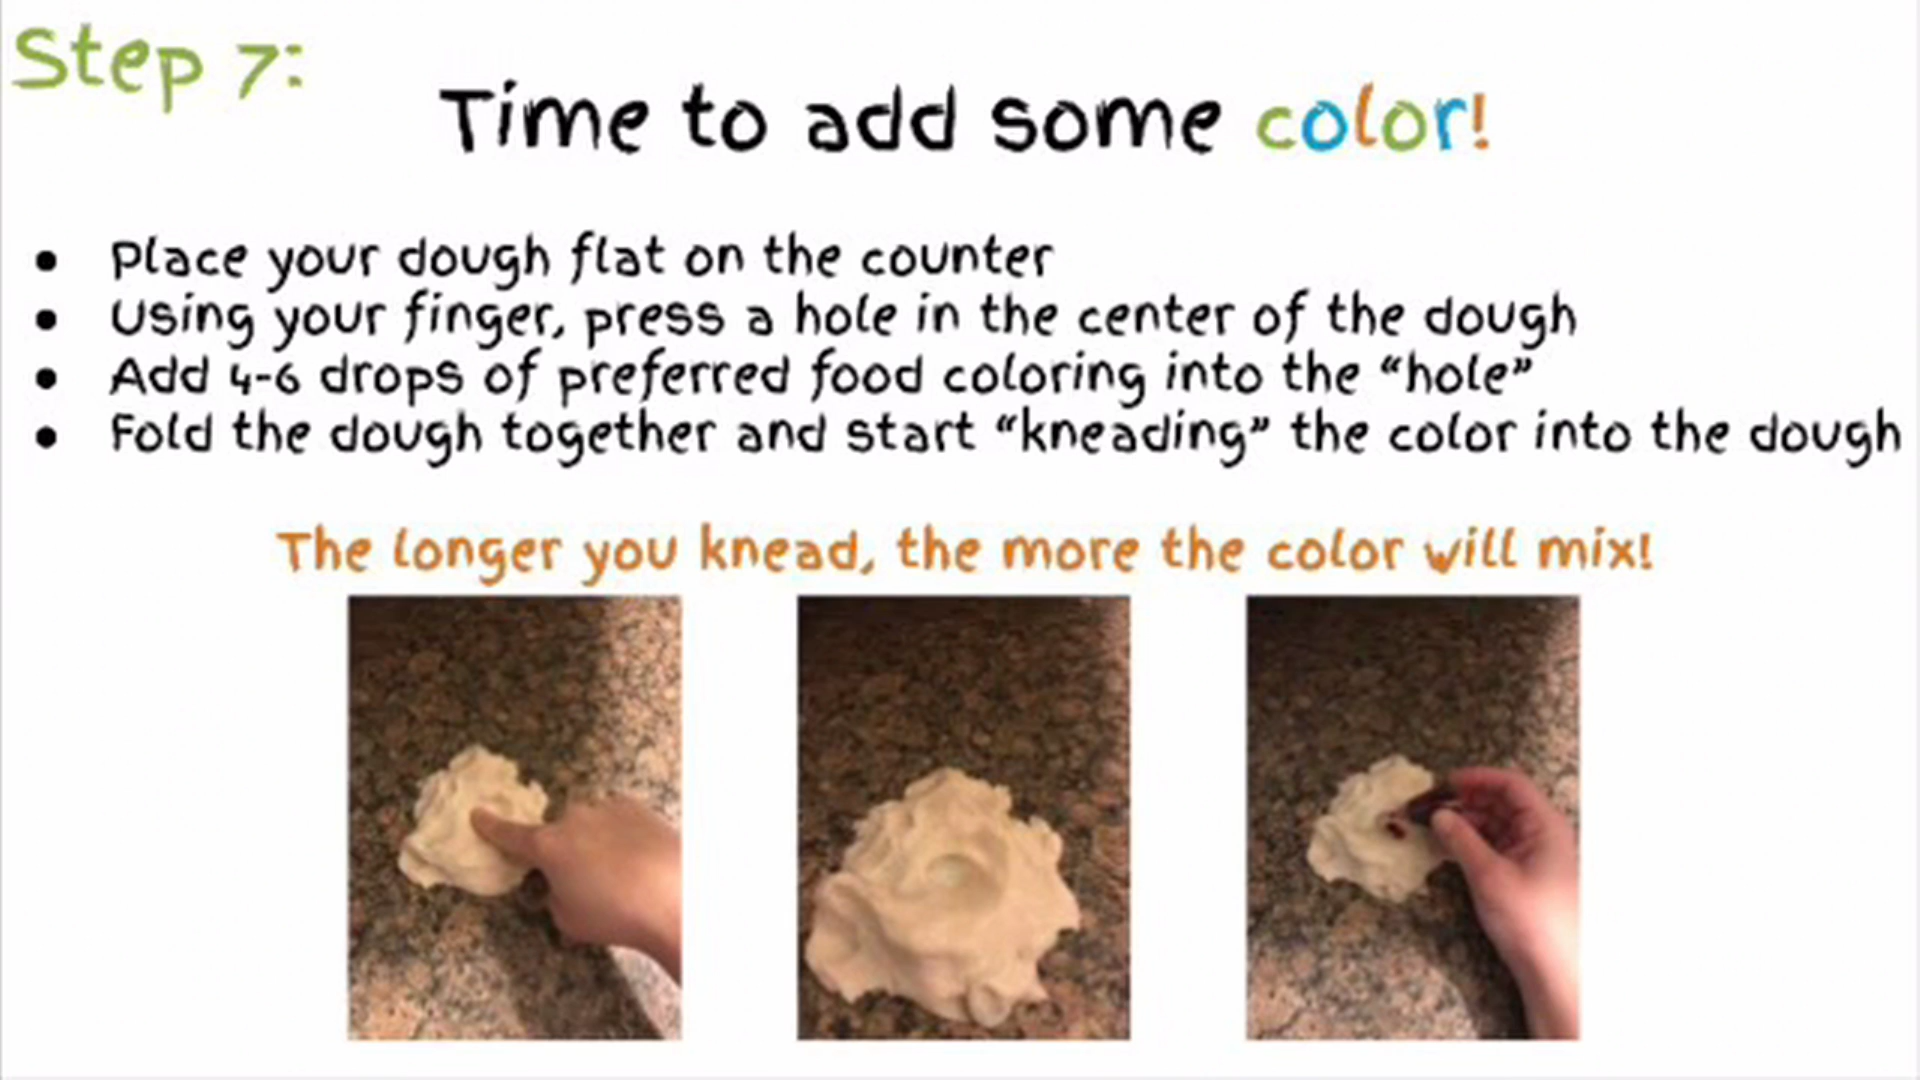 Step 7:
Time to add some color!
• Place your dough flat on the counter
• Using your finger, press a hole in the center of the dough
• Add 4-6 drops of preferred food coloring into the “hole”
• Fold the dough together and start “kneading” the color into the dough
The longer you knead, the more the color will mix!